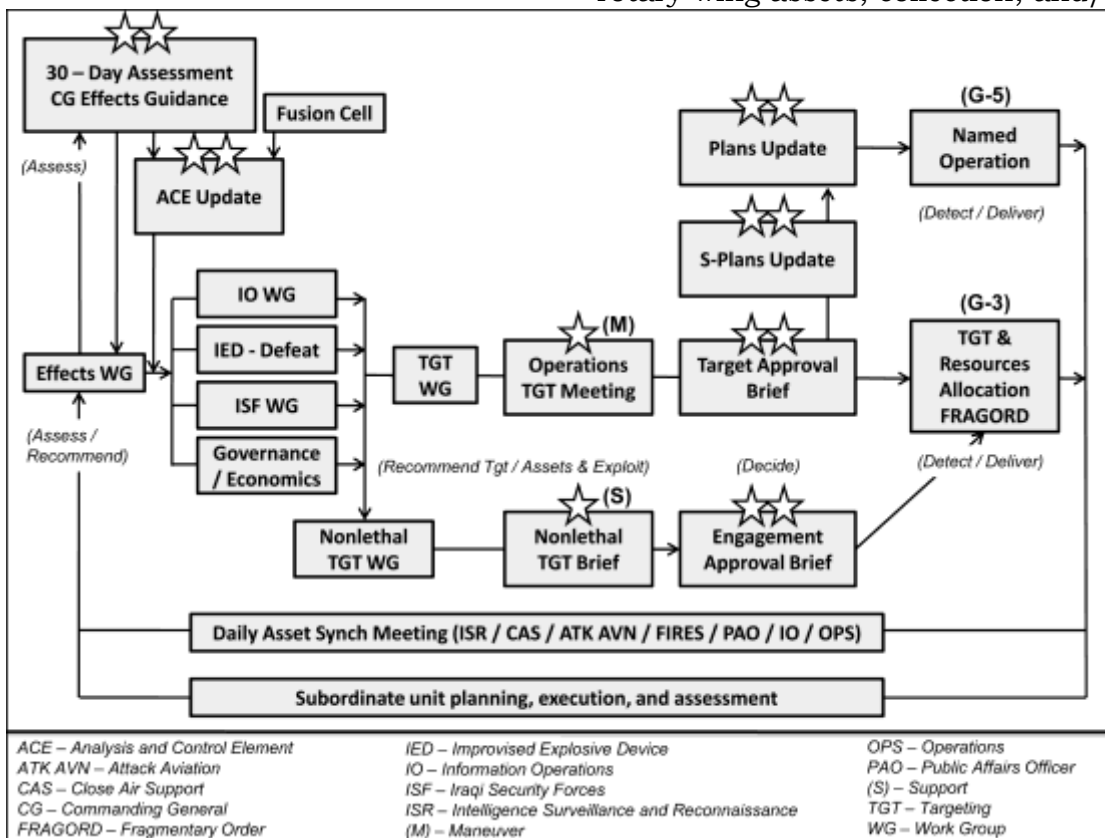 rotary-wing assets, collection, and/
30 – Day Assessment
CG Effects Guidance
Fusion Cell
(Assess)
ACE Update
Plans Update
(G-5)
Named
Operation
(Detect / Deliver)
S-Plans Update
IO WG
IED - Defeat
ISF WG
Governance
/ Economics
Effects WG
(Assess /
Recommend)
TGT
WG
(M)
Operations
TGT Meeting
Target Approval
Brief
(G-3)
TGT &
Resources
Allocation
FRAGORD
(Recommend Tgt / Assets & Exploit)
(Decide)
(Detect / Deliver)
Nonlethal
TGT WG
(S)
Nonlethal
TGT Brief
Engagement
Approval Brief
Daily Asset Synch Meeting (ISR / CAS / ATK AVN / FIRES / PAO / IO / OPS)
Subordinate unit planning, execution, and assessment
ACE – Analysis and Control Element
ATK AVN – Attack Aviation
CAS – Close Air Support
CG – Commanding General
FRAGORD – Fragmentary Order
IED – Improvised Explosive Device
IO – Information Operations
ISF – Iraqi Security Forces
ISR – Intelligence Surveillance and Reconnaissance
(M) – Maneuver
OPS – Operations
PAO – Public Affairs Officer
(S) – Support
TGT – Targeting
WG – Work Group